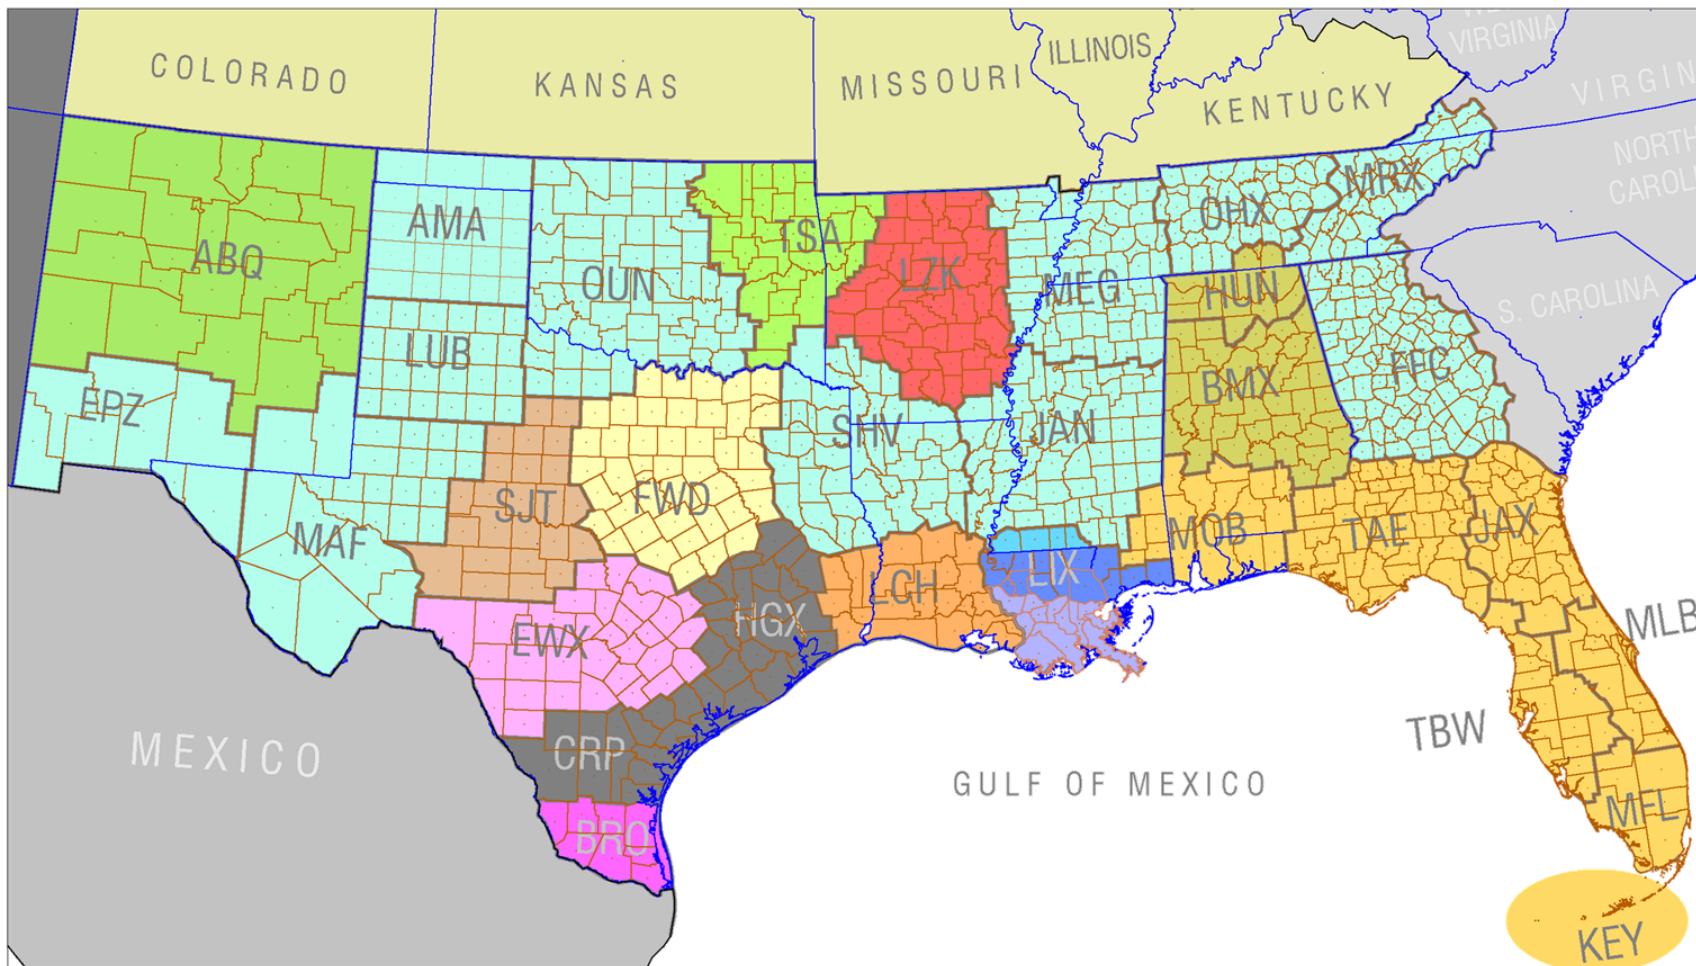 WEST
VIRGINIA
ILLINOIS
COLORADO
KANSAS
MISSOURI
KENTUCKY
VIRGIN
NORTH
CAROL
MRX
OHX
AMA
TSA
ABQ
OUN
LZK
MEG
HUN
S. CAROLINA
LUB
FFC
BMX
EPZ
SHV
JAN
SJT
FWD
MOB
TAE
JAX
MAF
LIX
LCH
HGX
MLB
EWX
TBW
MEXICO
CRP
GULF OF MEXICO
MFL
BRO
KEY